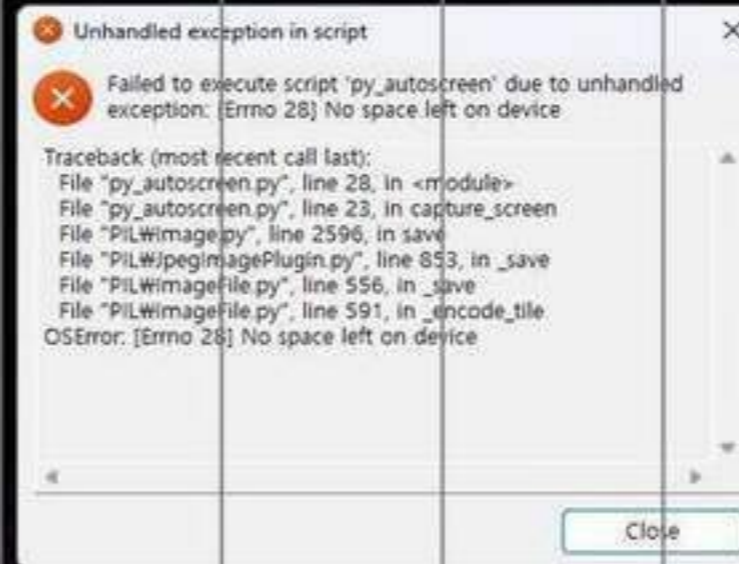 Unhandled exception in script
Failed to execute script 'py_autoscreen' due to unhandled
exception: [Errno 28] No space left on device
Traceback (most recent call last):
File "py_autoscreen.py", line 28, in <module>
File "py_autoscreen.py", line 23, in capture_screen
File "PIL₩Image.py", line 2596, in save
File "PIL₩JpegImagePlugin.py", line 853, in _save
File "PIL₩ImageFile.py", line 556, in _save
File "PIL₩ImageFile.py", line 591, in _encode_tile
OSError: [Errno 28] No space left on device
Close